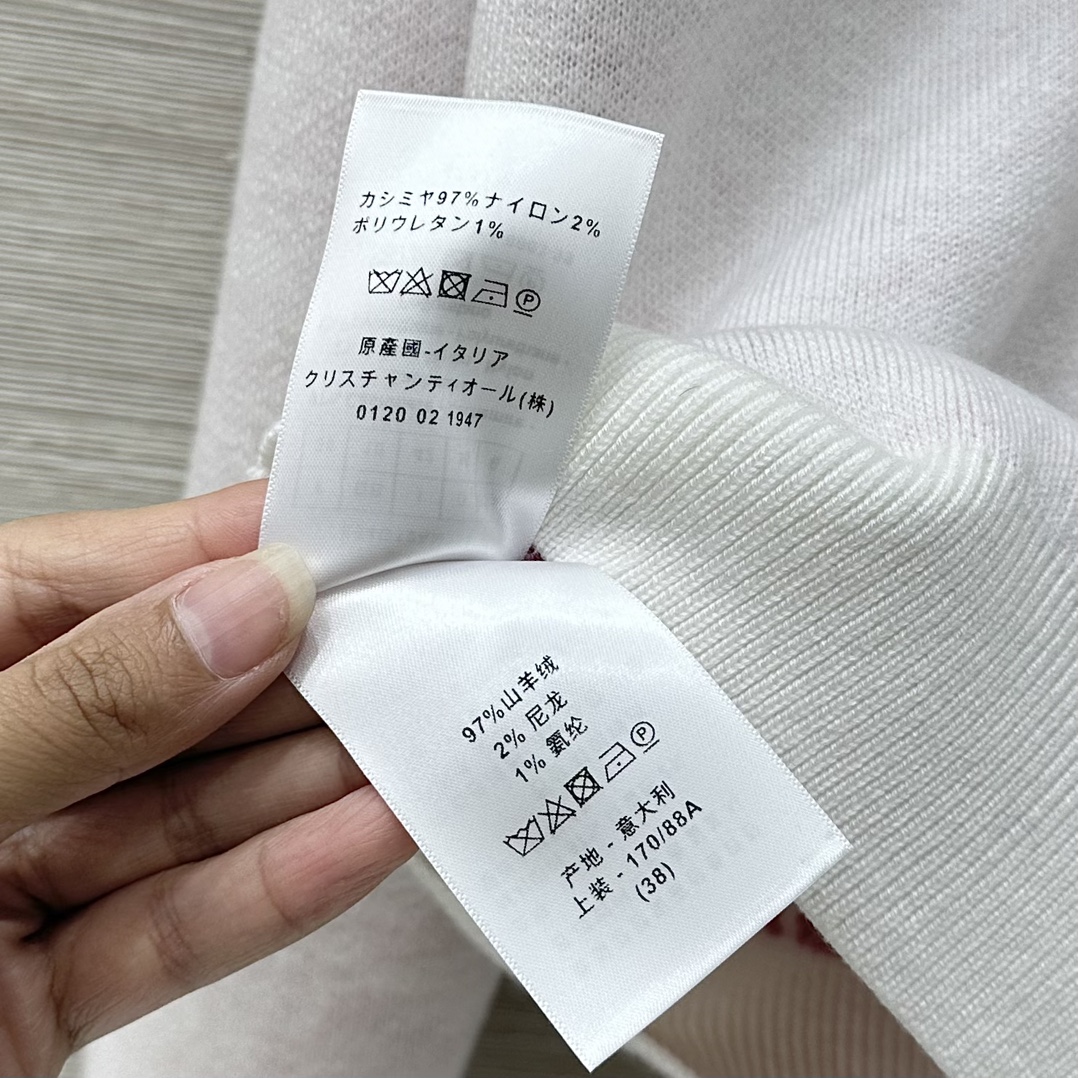 カシミヤ97%ナイロン2%
ポリウレタン1%
P
原產國-イタリア
クリスチャンティオール(株)
0120 02 1947
97%山羊绒
2% 尼龙
1% 氨纶
P
产地 - 意大利
上装 - 170/88A
(38)